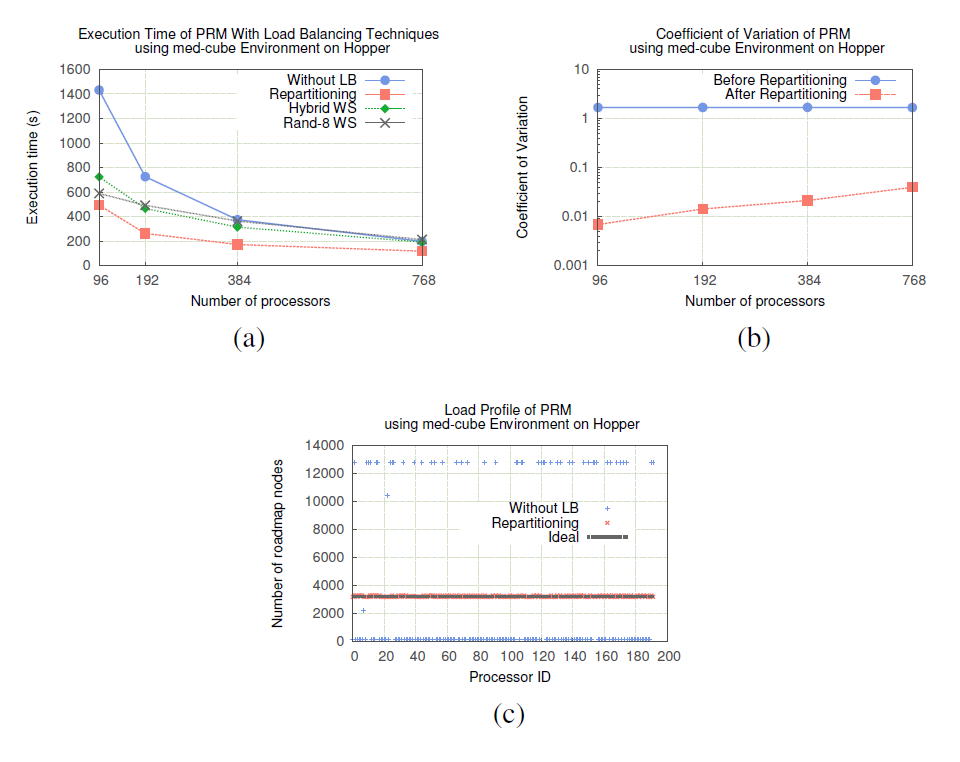 Execution Time of PRM With Load Balancing Techniques
using med-cube Environment on Hopper
Execution time (s)
1600
1400
1200
1000
800
600
400
200
0
Without LB
Repartitioning
Hybrid WS
Rand-8 WS
96 192 384 768
Number of processors
(a)
Coefficient of Variation of PRM
using med-cube Environment on Hopper
Coefficient of Variation
10
1
0.1
0.01
0.001
Before Repartitioning
After Repartitioning
96 192 384 768
Number of processors
(b)
Load Profile of PRM
using med-cube Environment on Hopper
Number of roadmap nodes
14000
12000
10000
8000
6000
4000
2000
0
Without LB
Repartitioning
Ideal
0 20 40 60 80 100 120 140 160 180 200
Processor ID
(c)